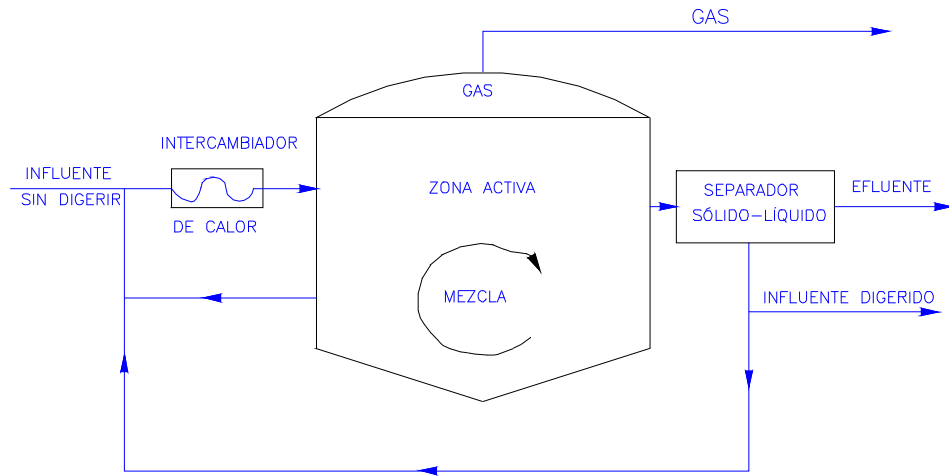 GAS
GAS
INTERCAMBIADOR
DE CALOR
INFLUENTE
SIN DIGERIR
ZONA ACTIVA
MEZCLA
SEPARADOR
SÓLIDO-LÍQUIDO
EFLUENTE
INFLUENTE DIGERIDO